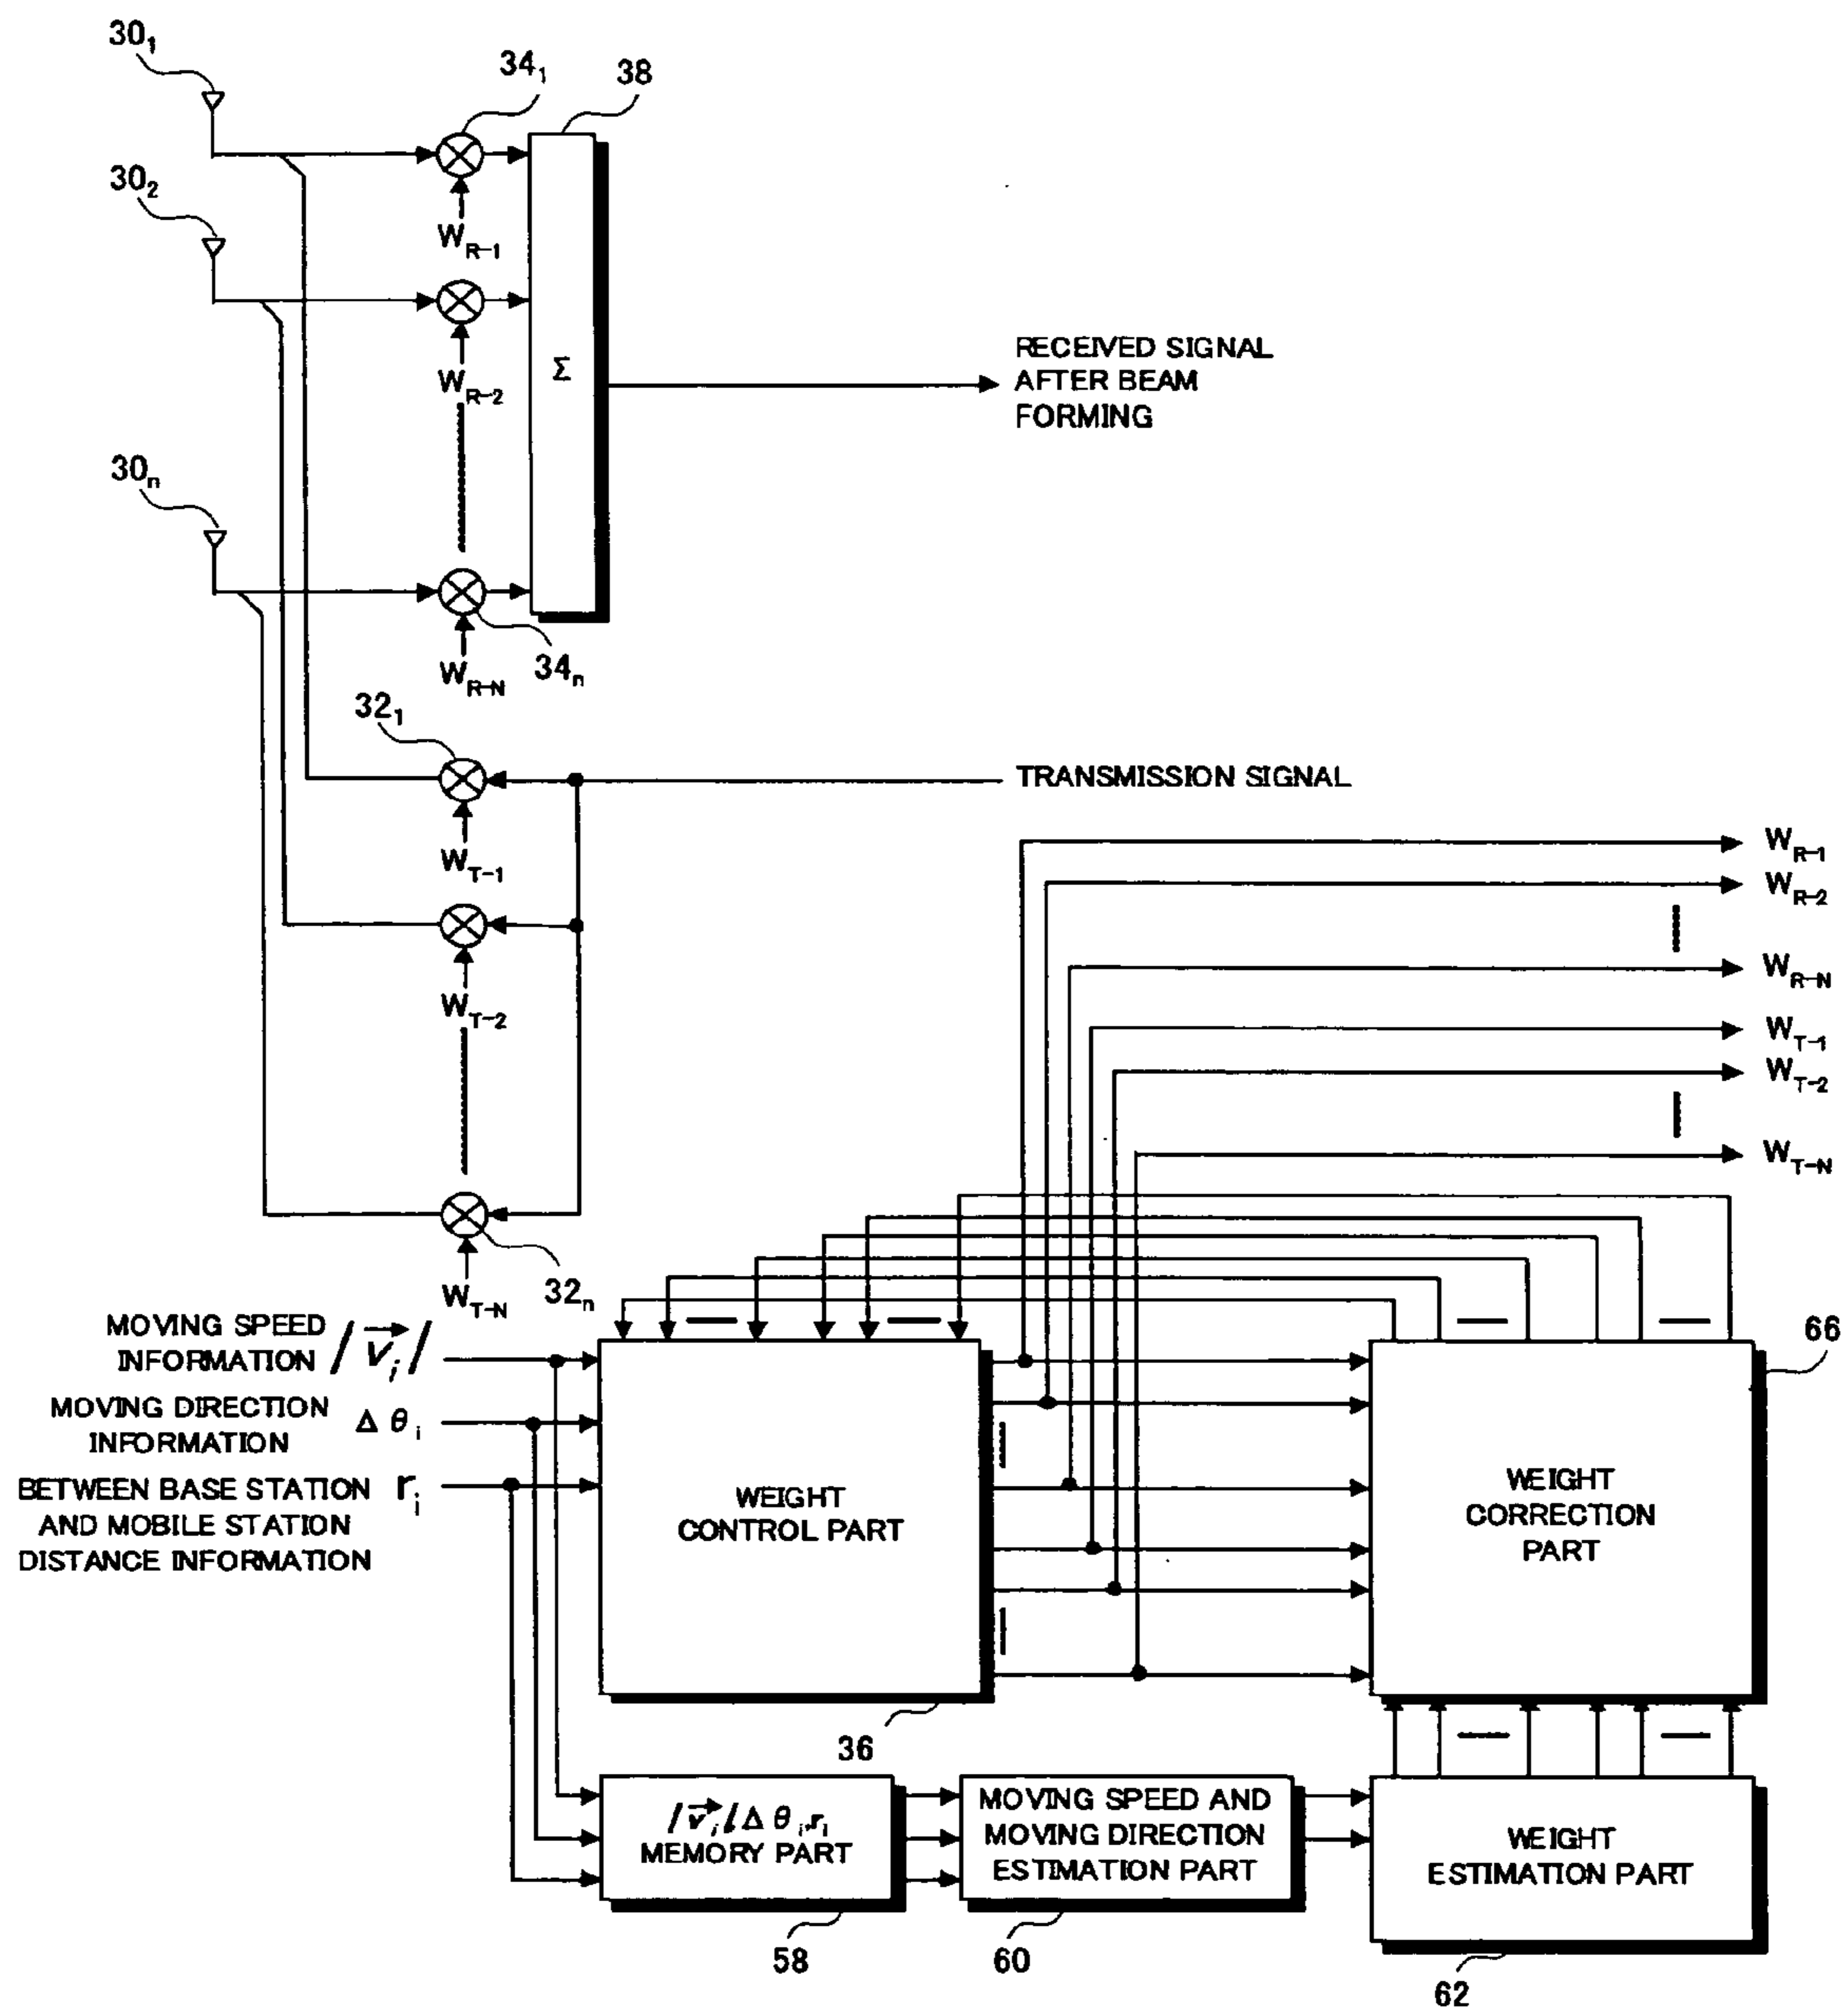 30₁
34₁
38
30₂
W_R-1
RECEIVED SIGNAL
AFTER BEAM
FORMING
Σ
W_R-2
30ₙ
W_R-N
34ₙ
32₁
TRANSMISSION SIGNAL
W_T-1
W_R-1
W_R-2
W_R-N
W_T-2
W_T-1
W_T-2
W_T-N
W_T-N
32ₙ
MOVING SPEED
INFORMATION /v⃗ᵢ/
MOVING DIRECTION
INFORMATION Δθᵢ
BETWEEN BASE STATION rᵢ
AND MOBILE STATION
DISTANCE INFORMATION
WEIGHT
CONTROL PART
36
WEIGHT
CORRECTION
PART
66
/v⃗ᵢ/Δθᵢ,rᵢ
MEMORY PART
58
MOVING SPEED AND
MOVING DIRECTION
ESTIMATION PART
60
WEIGHT
ESTIMATION PART
62